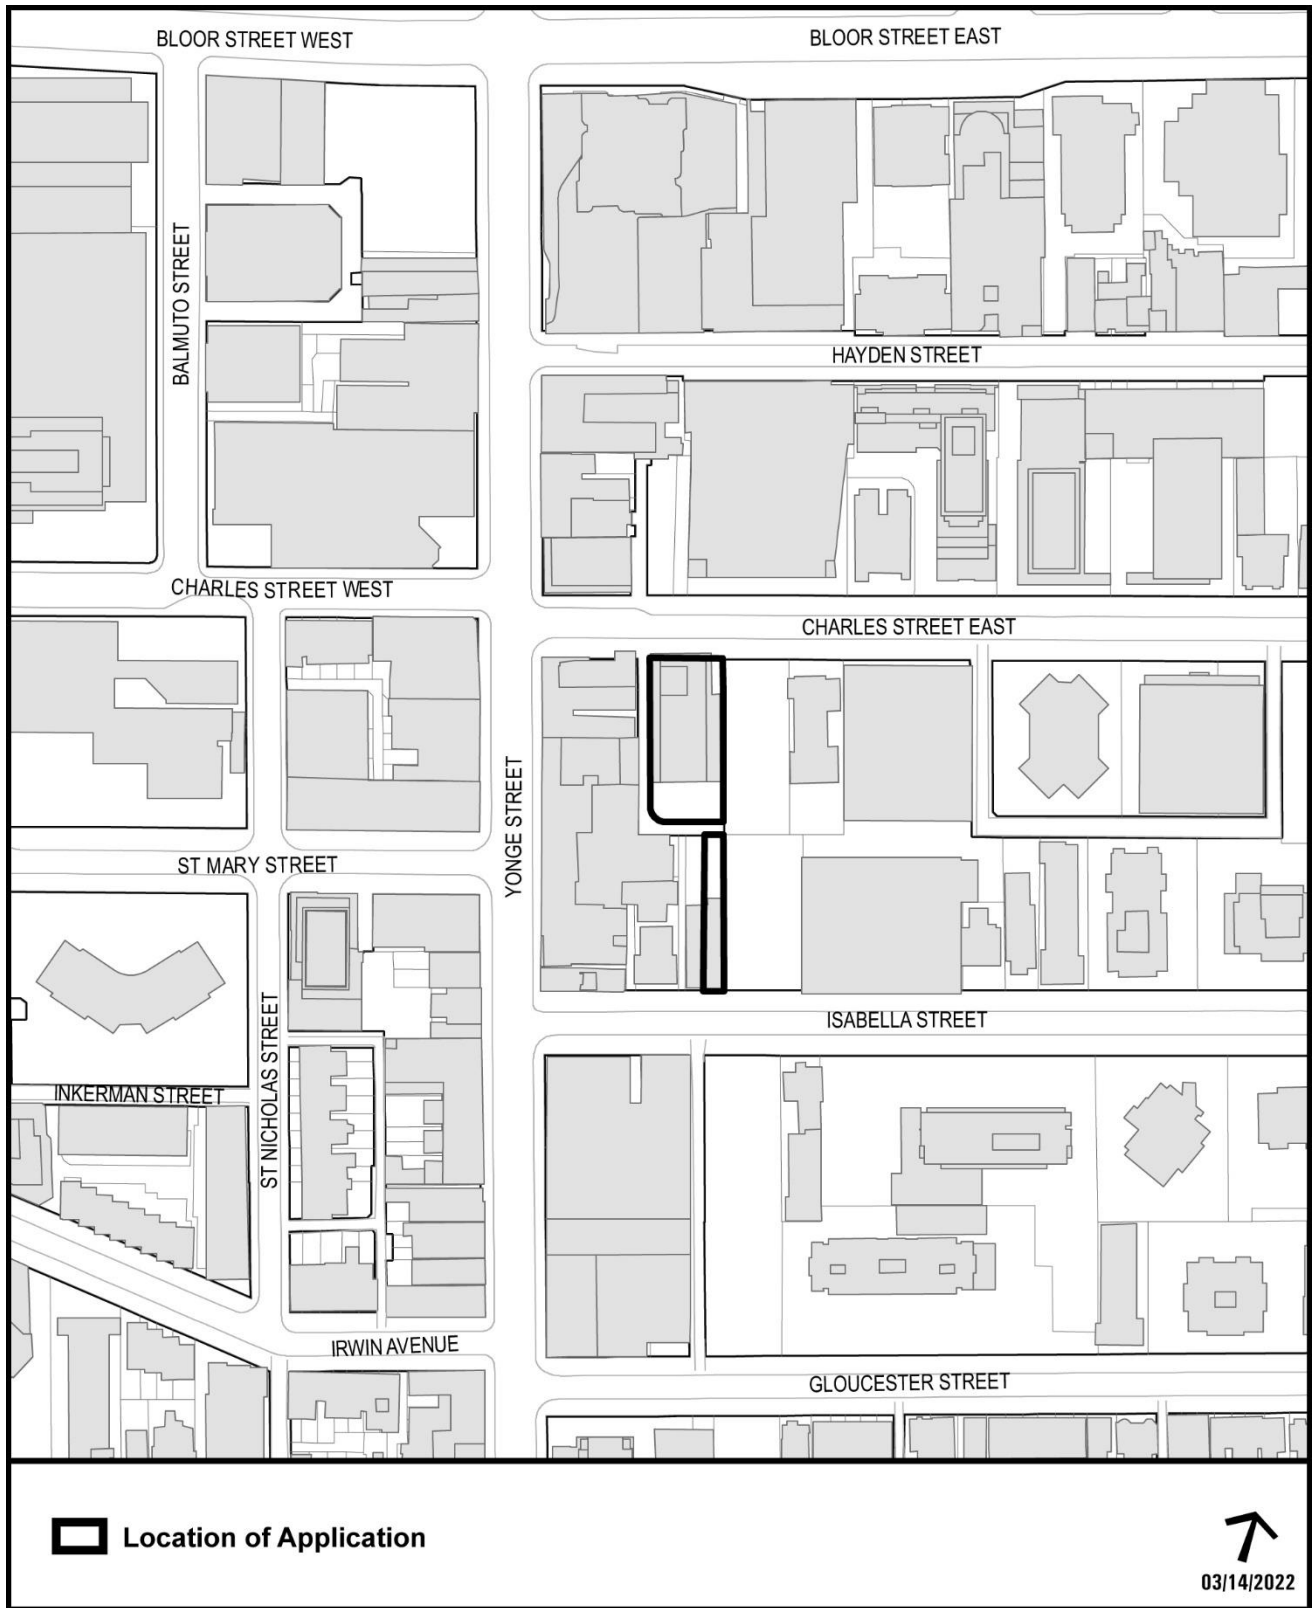 BLOOR STREET WEST
BLOOR STREET EAST
BALMUTO STREET
HAYDEN STREET
CHARLES STREET WEST
CHARLES STREET EAST
YONGE STREET
ST MARY STREET
ST NICHOLAS STREET
ISABELLA STREET
INKERMAN STREET
IRWIN AVENUE
GLOUCESTER STREET
Location of Application
03/14/2022